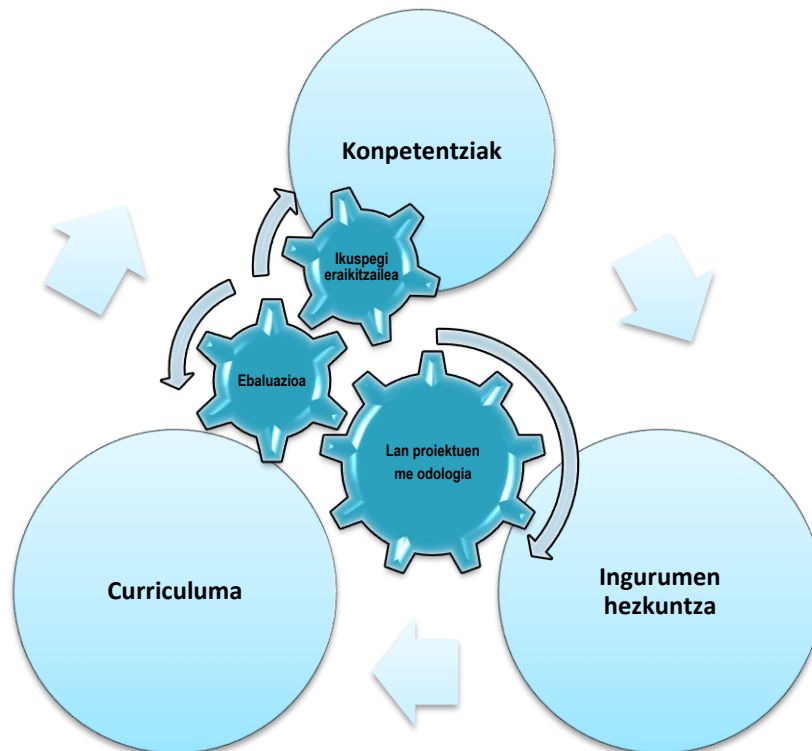 Konpetentziak
Ikuspegi
eraikitzailea
Ebaluazioa
Lan proiektuen
me odologia
Curriculuma
Ingurumen
hezkuntza